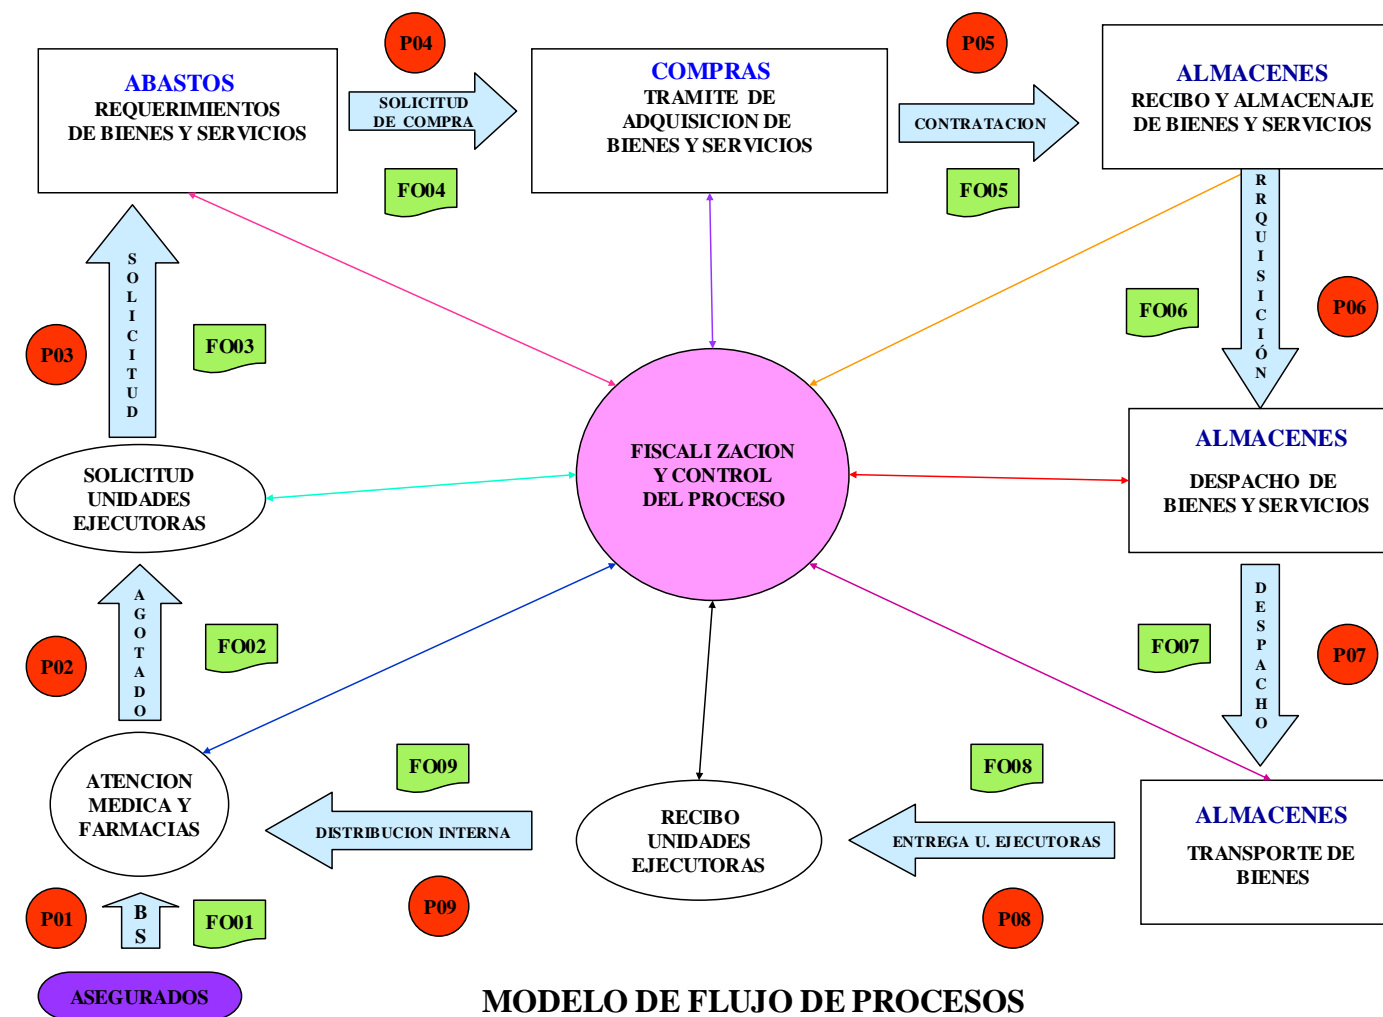 P04
P05
ABASTOS
REQUERIMIENTOS
DE BIENES Y SERVICIOS
SOLICITUD
DE COMPRA
FO04
COMPRAS
TRAMITE DE
ADQUISICION DE
BIENES Y SERVICIOS
CONTRATACION
FO05
ALMACENES
RECIBO Y ALMACENAJE
DE BIENES Y SERVICIOS
RRQUISICIÓN
FO06
P06
SOLICITUD
P03
FO03
FISCALI ZACION
Y CONTROL
DEL PROCESO
ALMACENES
DESPACHO DE
BIENES Y SERVICIOS
SOLICITUD
UNIDADES
EJECUTORAS
AGOTADO
P02
FO02
DESPACHO
FO07
P07
ATENCION
MEDICA Y
FARMACIAS
FO09
DISTRIBUCION INTERNA
P09
RECIBO
UNIDADES
EJECUTORAS
FO08
ENTREGA U. EJECUTORAS
P08
ALMACENES
TRANSPORTE DE
BIENES
P01
BS
FO01
ASEGURADOS
MODELO DE FLUJO DE PROCESOS